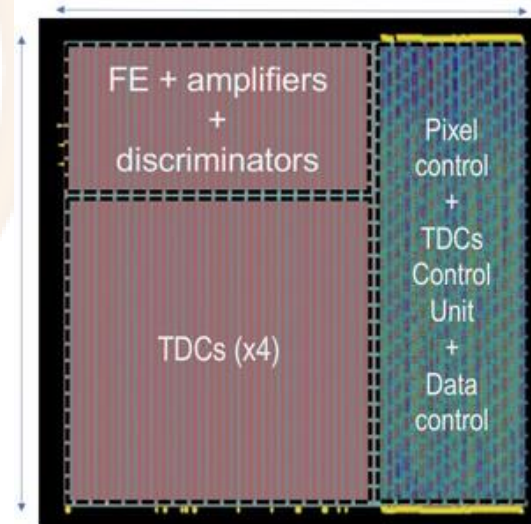 FE + amplifiers
+
discriminators
TDCs (x4)
Pixel
control
+
TDCs
Control
Unit
+
Data
control